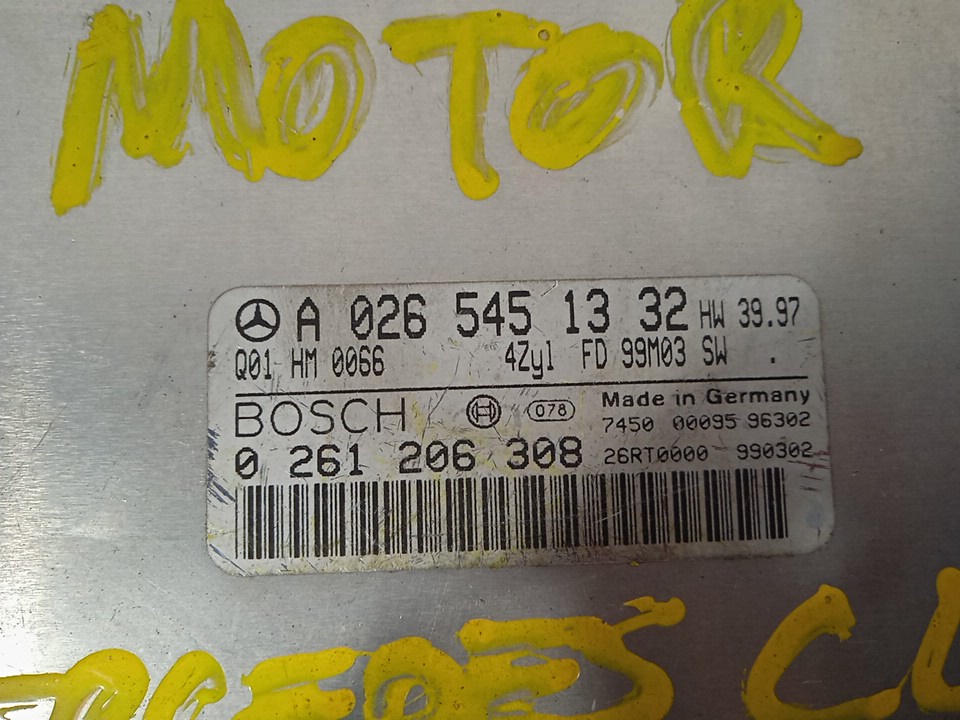 MOTOR
A 026 545 13 32 HW 39.97
Q01 HM 0066 4Zyl FD 99M03 SW .
BOSCH 078 Made in Germany
7450 00095 96302
0 261 206 308 26RT0000 990302